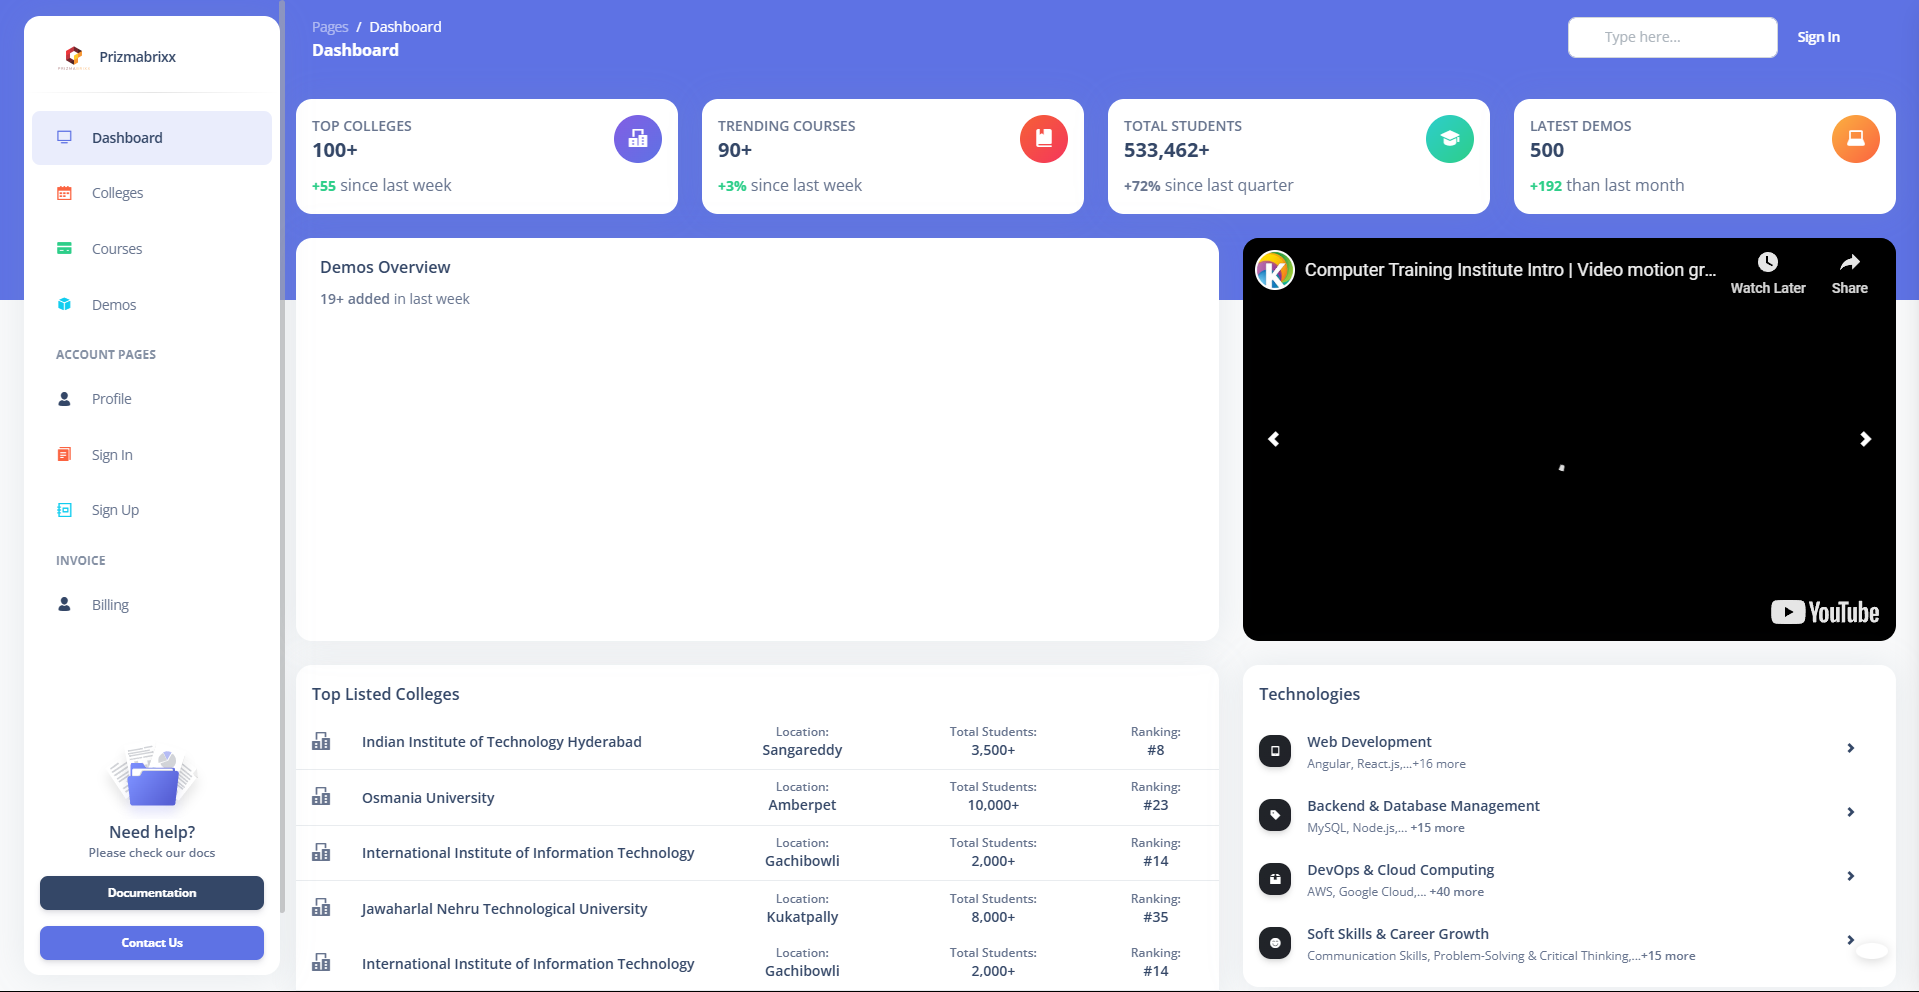 Prizmabrixx
Dashboard
Colleges
Courses
Demos
ACCOUNT PAGES
Profile
Sign In
Sign Up
INVOICE
Billing
Need help?
Please check our docs
Documentation
Contact Us
Pages / Dashboard
Dashboard
Type here...
Sign In
TOP COLLEGES
100+
+55 since last week
TRENDING COURSES
90+
+3% since last week
TOTAL STUDENTS
533,462+
+72% since last quarter
LATEST DEMOS
500
+192 than last month
Demos Overview
19+ added in last week
K
Computer Training Institute Intro | Video motion gr...
Watch Later
Share
YouTube
Top Listed Colleges
Indian Institute of Technology Hyderabad
Location:
Sangareddy
Total Students:
3,500+
Ranking:
#8
Osmania University
Location:
Amberpet
Total Students:
10,000+
Ranking:
#23
International Institute of Information Technology
Location:
Gachibowli
Total Students:
2,000+
Ranking:
#14
Jawaharlal Nehru Technological University
Location:
Kukatpally
Total Students:
8,000+
Ranking:
#35
International Institute of Information Technology
Location:
Gachibowli
Total Students:
2,000+
Ranking:
#14
Technologies
Web Development
Angular, React.js,...+16 more
Backend & Database Management
MySQL, Node.js,... +15 more
DevOps & Cloud Computing
AWS, Google Cloud,... +40 more
Soft Skills & Career Growth
Communication Skills, Problem-Solving & Critical Thinking,...+15 more